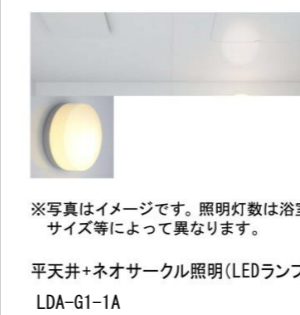 ※写真はイメージです。照明灯数は浴室
サイズ等によって異なります。
平天井+ネオサークル照明(LEDランプ
LDA-G1-1A